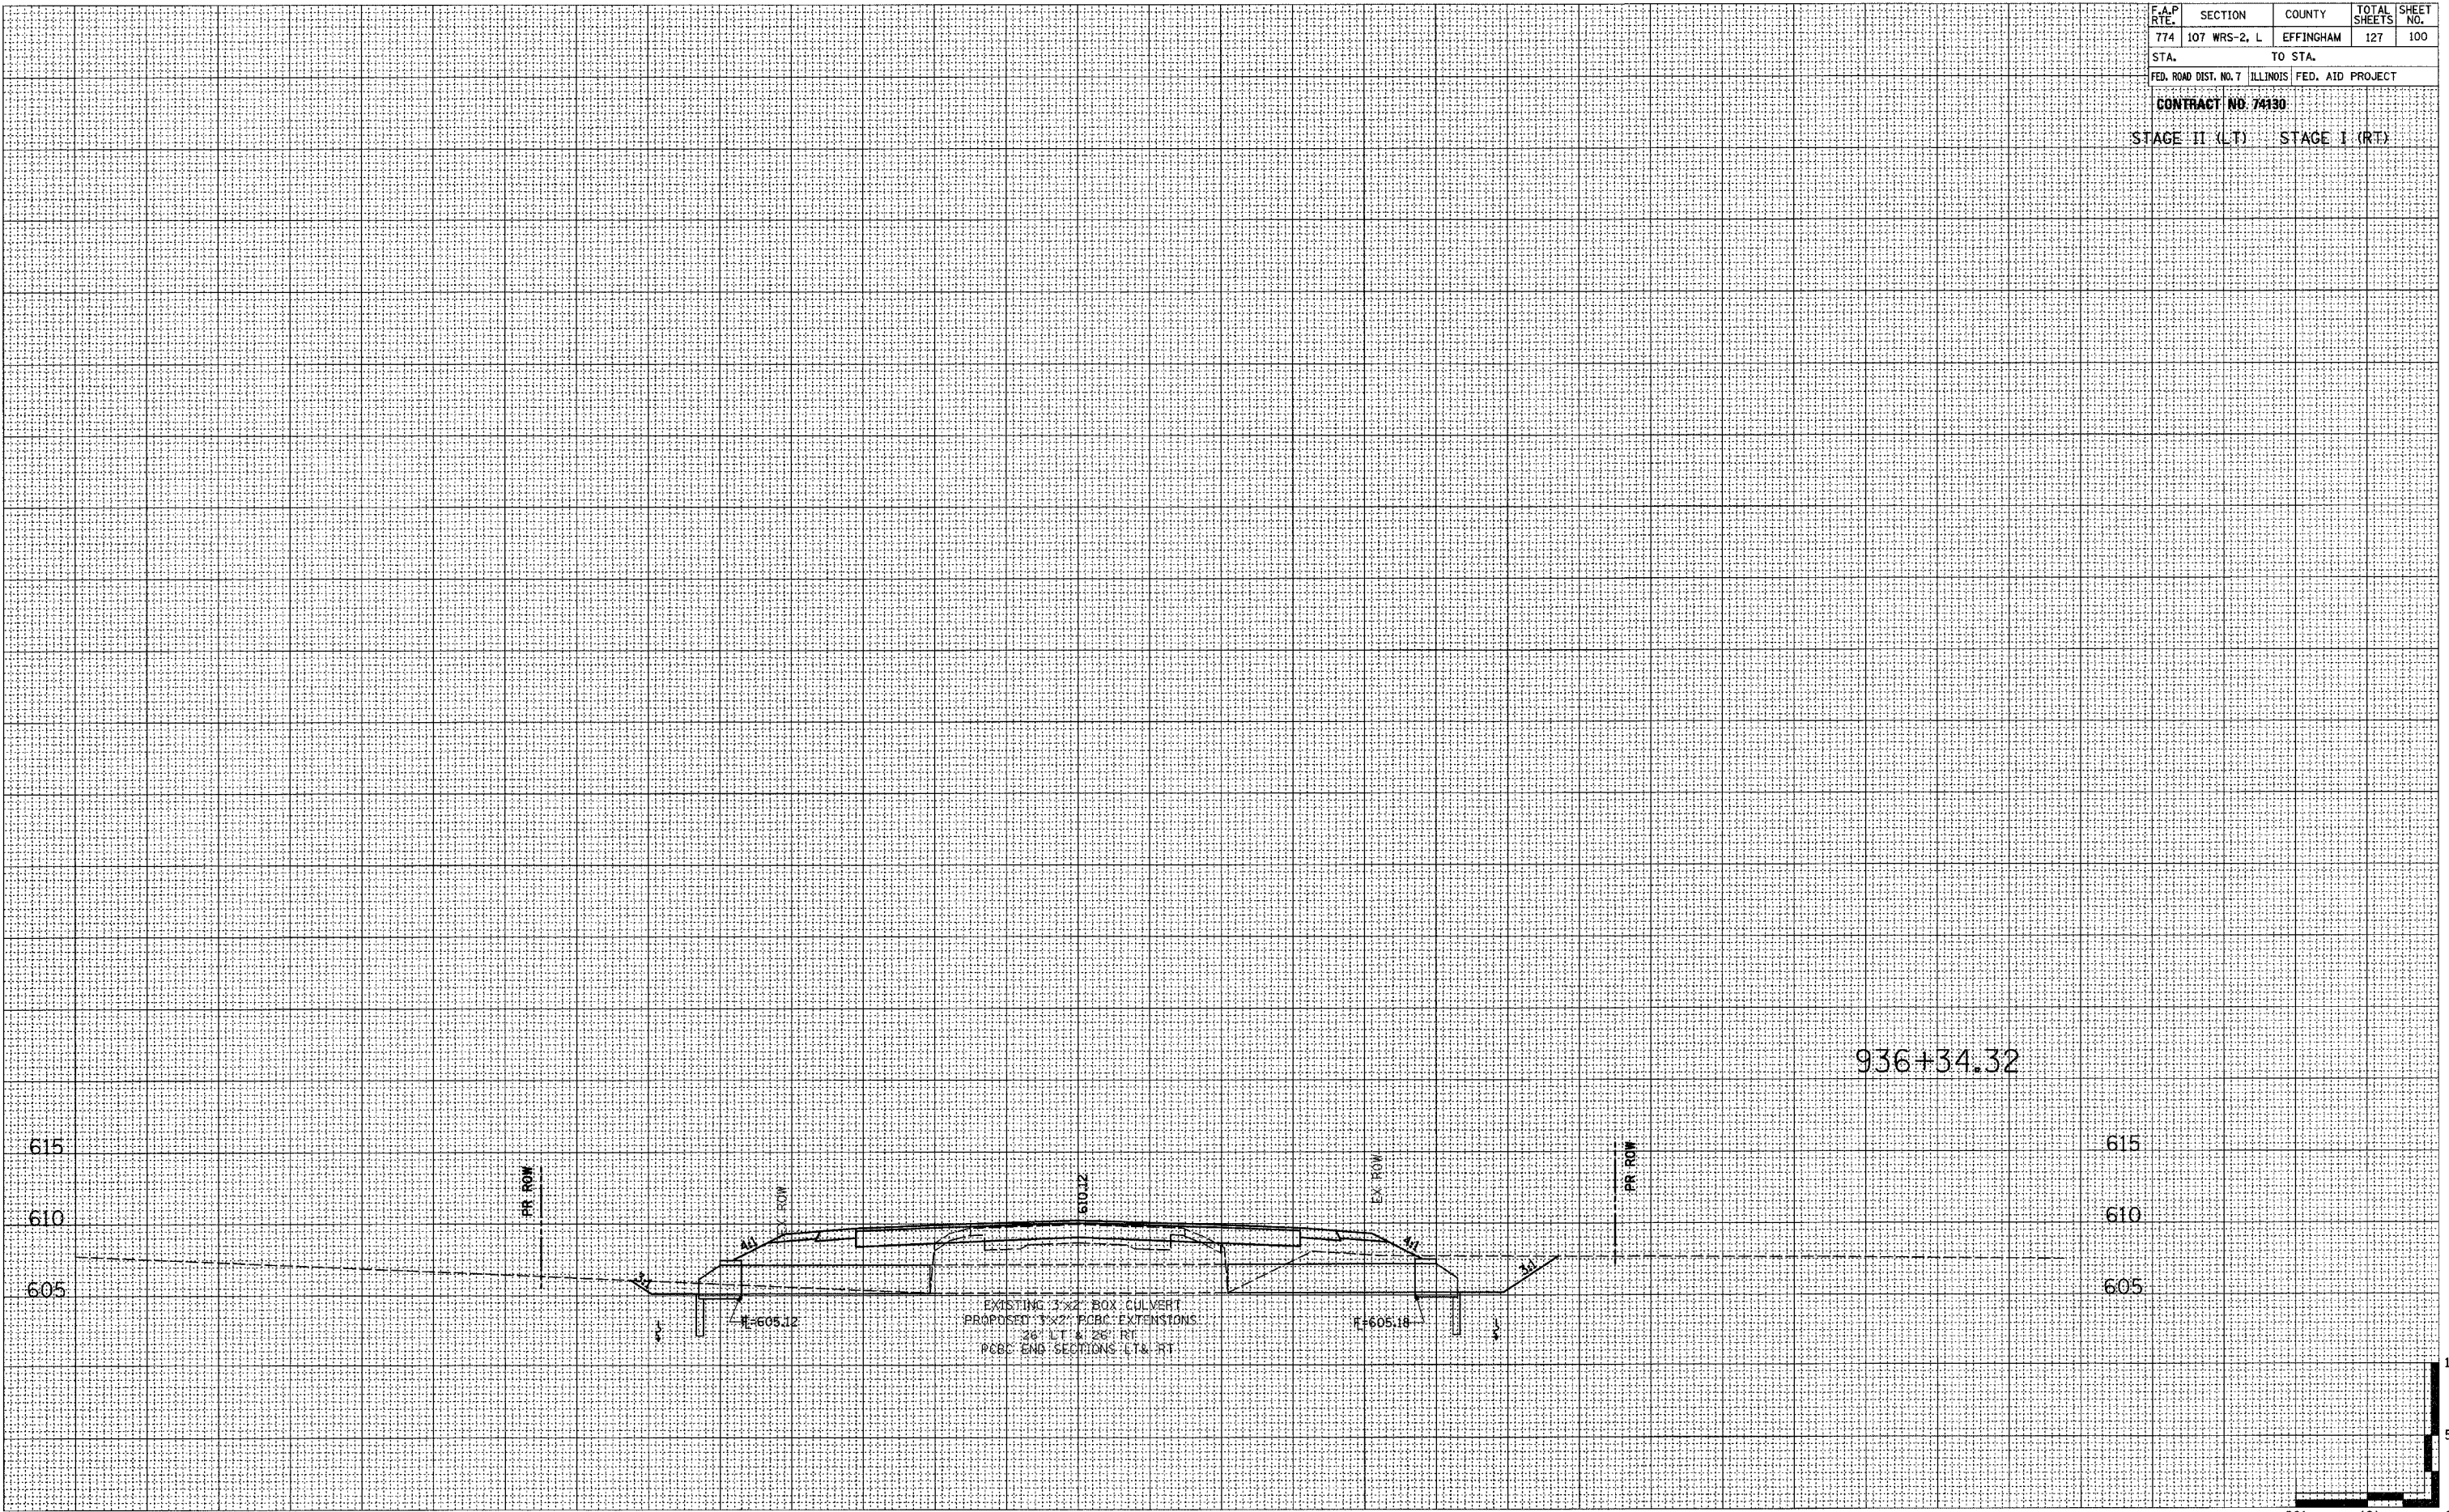 F.A.P RTE. SECTION COUNTY TOTAL SHEETS SHEET NO.
774 107 WRS-2, L EFFINGHAM 127 100
STA. TO STA.
FED. ROAD DIST. NO. 7 ILLINOIS FED. AID PROJECT
CONTRACT NO. 74130
STAGE II (LT) STAGE I (RT)
936+34.32
615 615
PR ROW EX ROW 610.12 EX ROW PR ROW
610 610
4:1 4:1
3:1 3:1
605 605
EXISTING 3'x2' BOX CULVERT
FL=605.12 PROPOSED 3'x2' PCBC EXTENSIONS FL=605.18
26' LT & 26' RT
PCBC END SECTIONS LT& RT
5